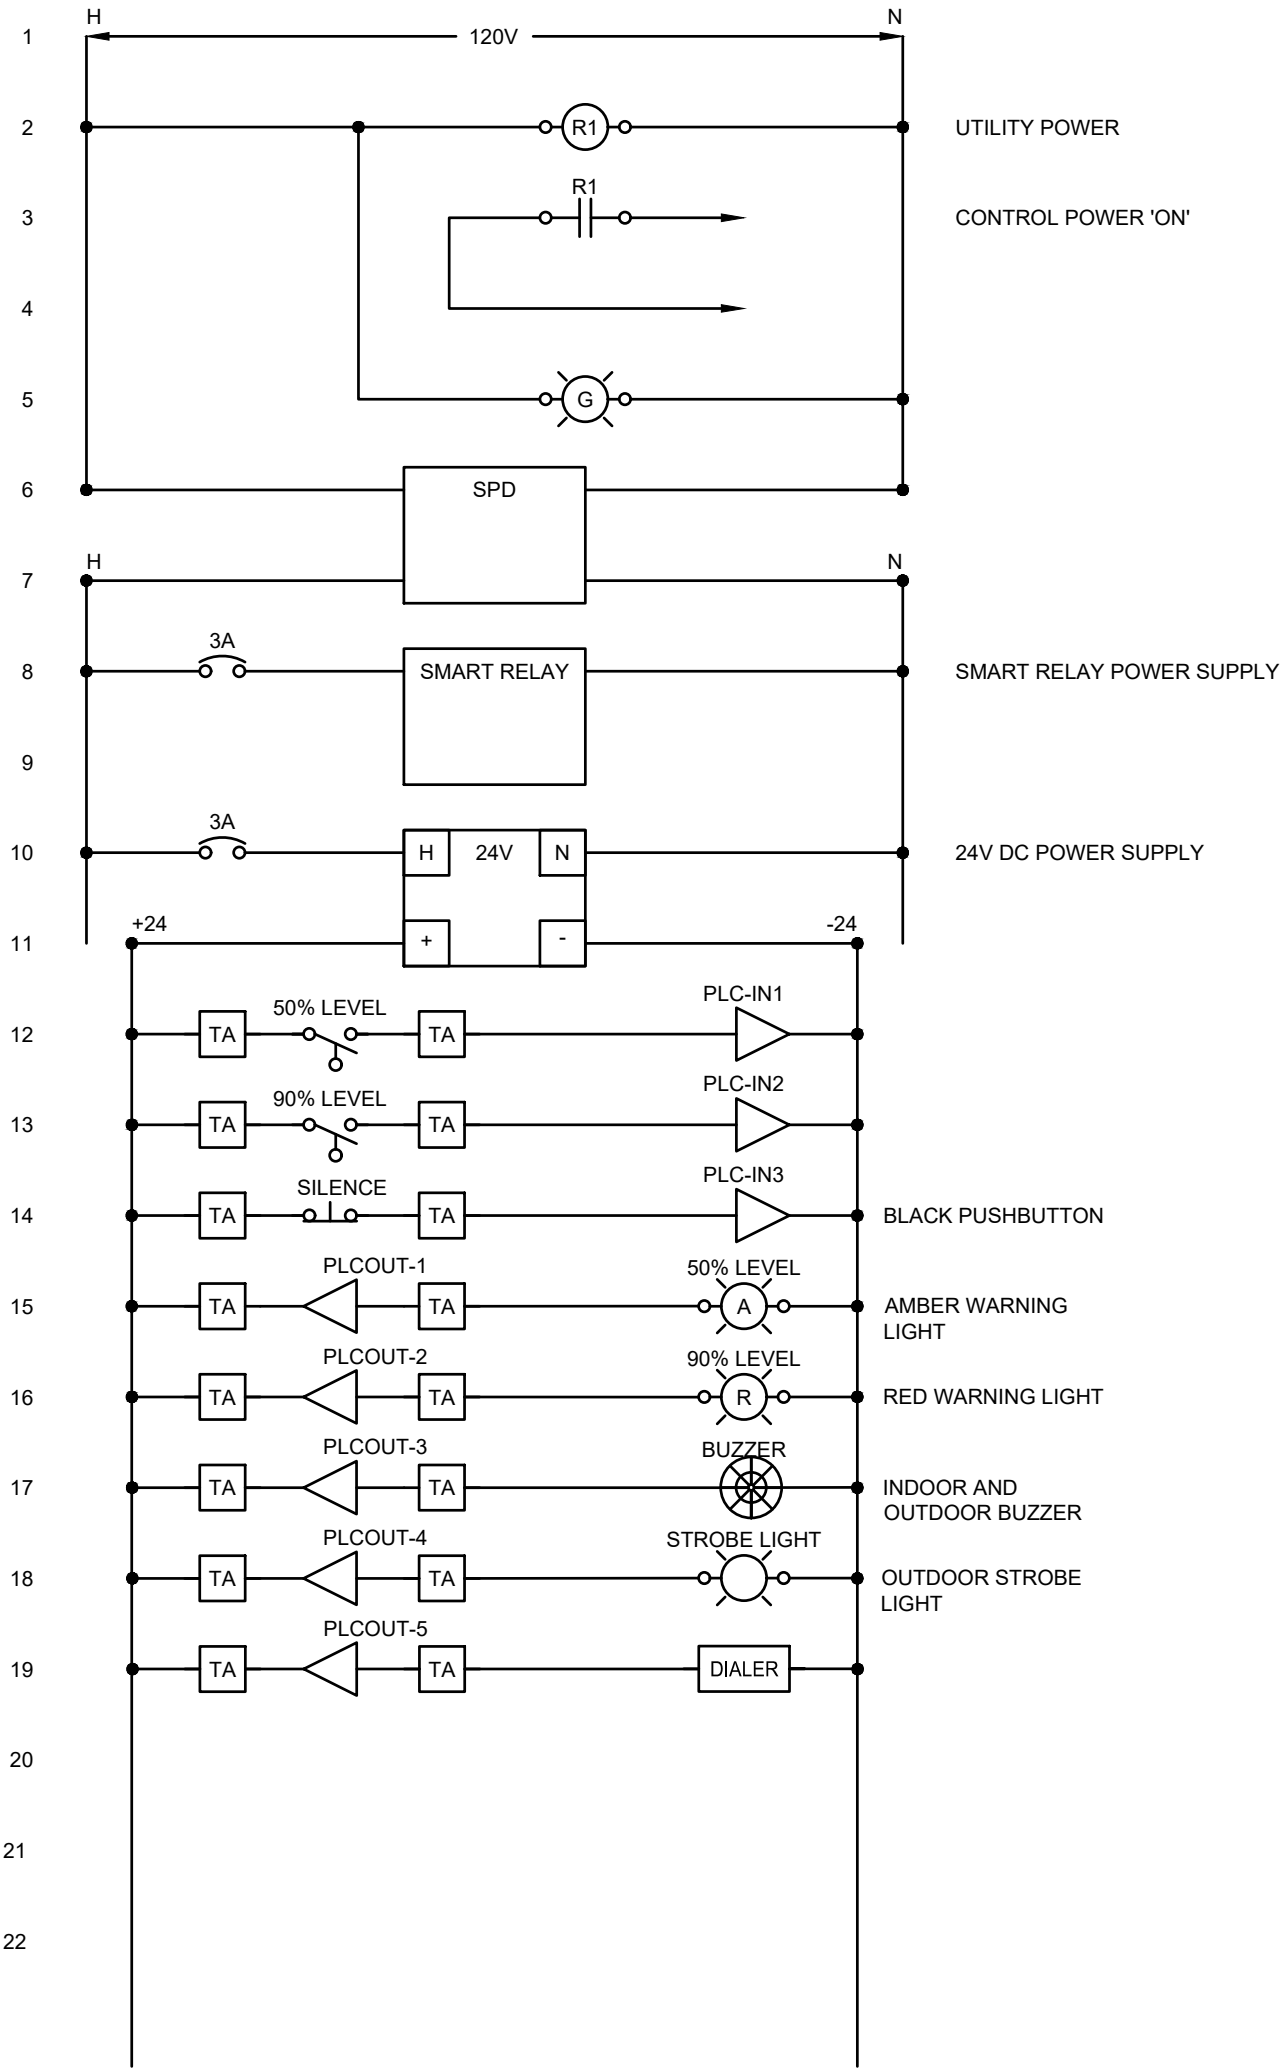 H N
1 120V
2 R1 UTILITY POWER
R1
3 CONTROL POWER 'ON'
4
5 G
6 SPD
H N
7
3A
8 SMART RELAY SMART RELAY POWER SUPPLY
9
3A
10 H 24V N 24V DC POWER SUPPLY
+24 -24
11 + -
50% LEVEL PLC-IN1
12 TA TA
90% LEVEL PLC-IN2
13 TA TA
SILENCE PLC-IN3
14 TA TA BLACK PUSHBUTTON
PLCOUT-1 50% LEVEL
15 TA TA A AMBER WARNING
LIGHT
PLCOUT-2 90% LEVEL
16 TA TA R RED WARNING LIGHT
PLCOUT-3 BUZZER
17 TA TA INDOOR AND
OUTDOOR BUZZER
PLCOUT-4 STROBE LIGHT
18 TA TA OUTDOOR STROBE
LIGHT
PLCOUT-5
19 TA TA DIALER
20
21
22